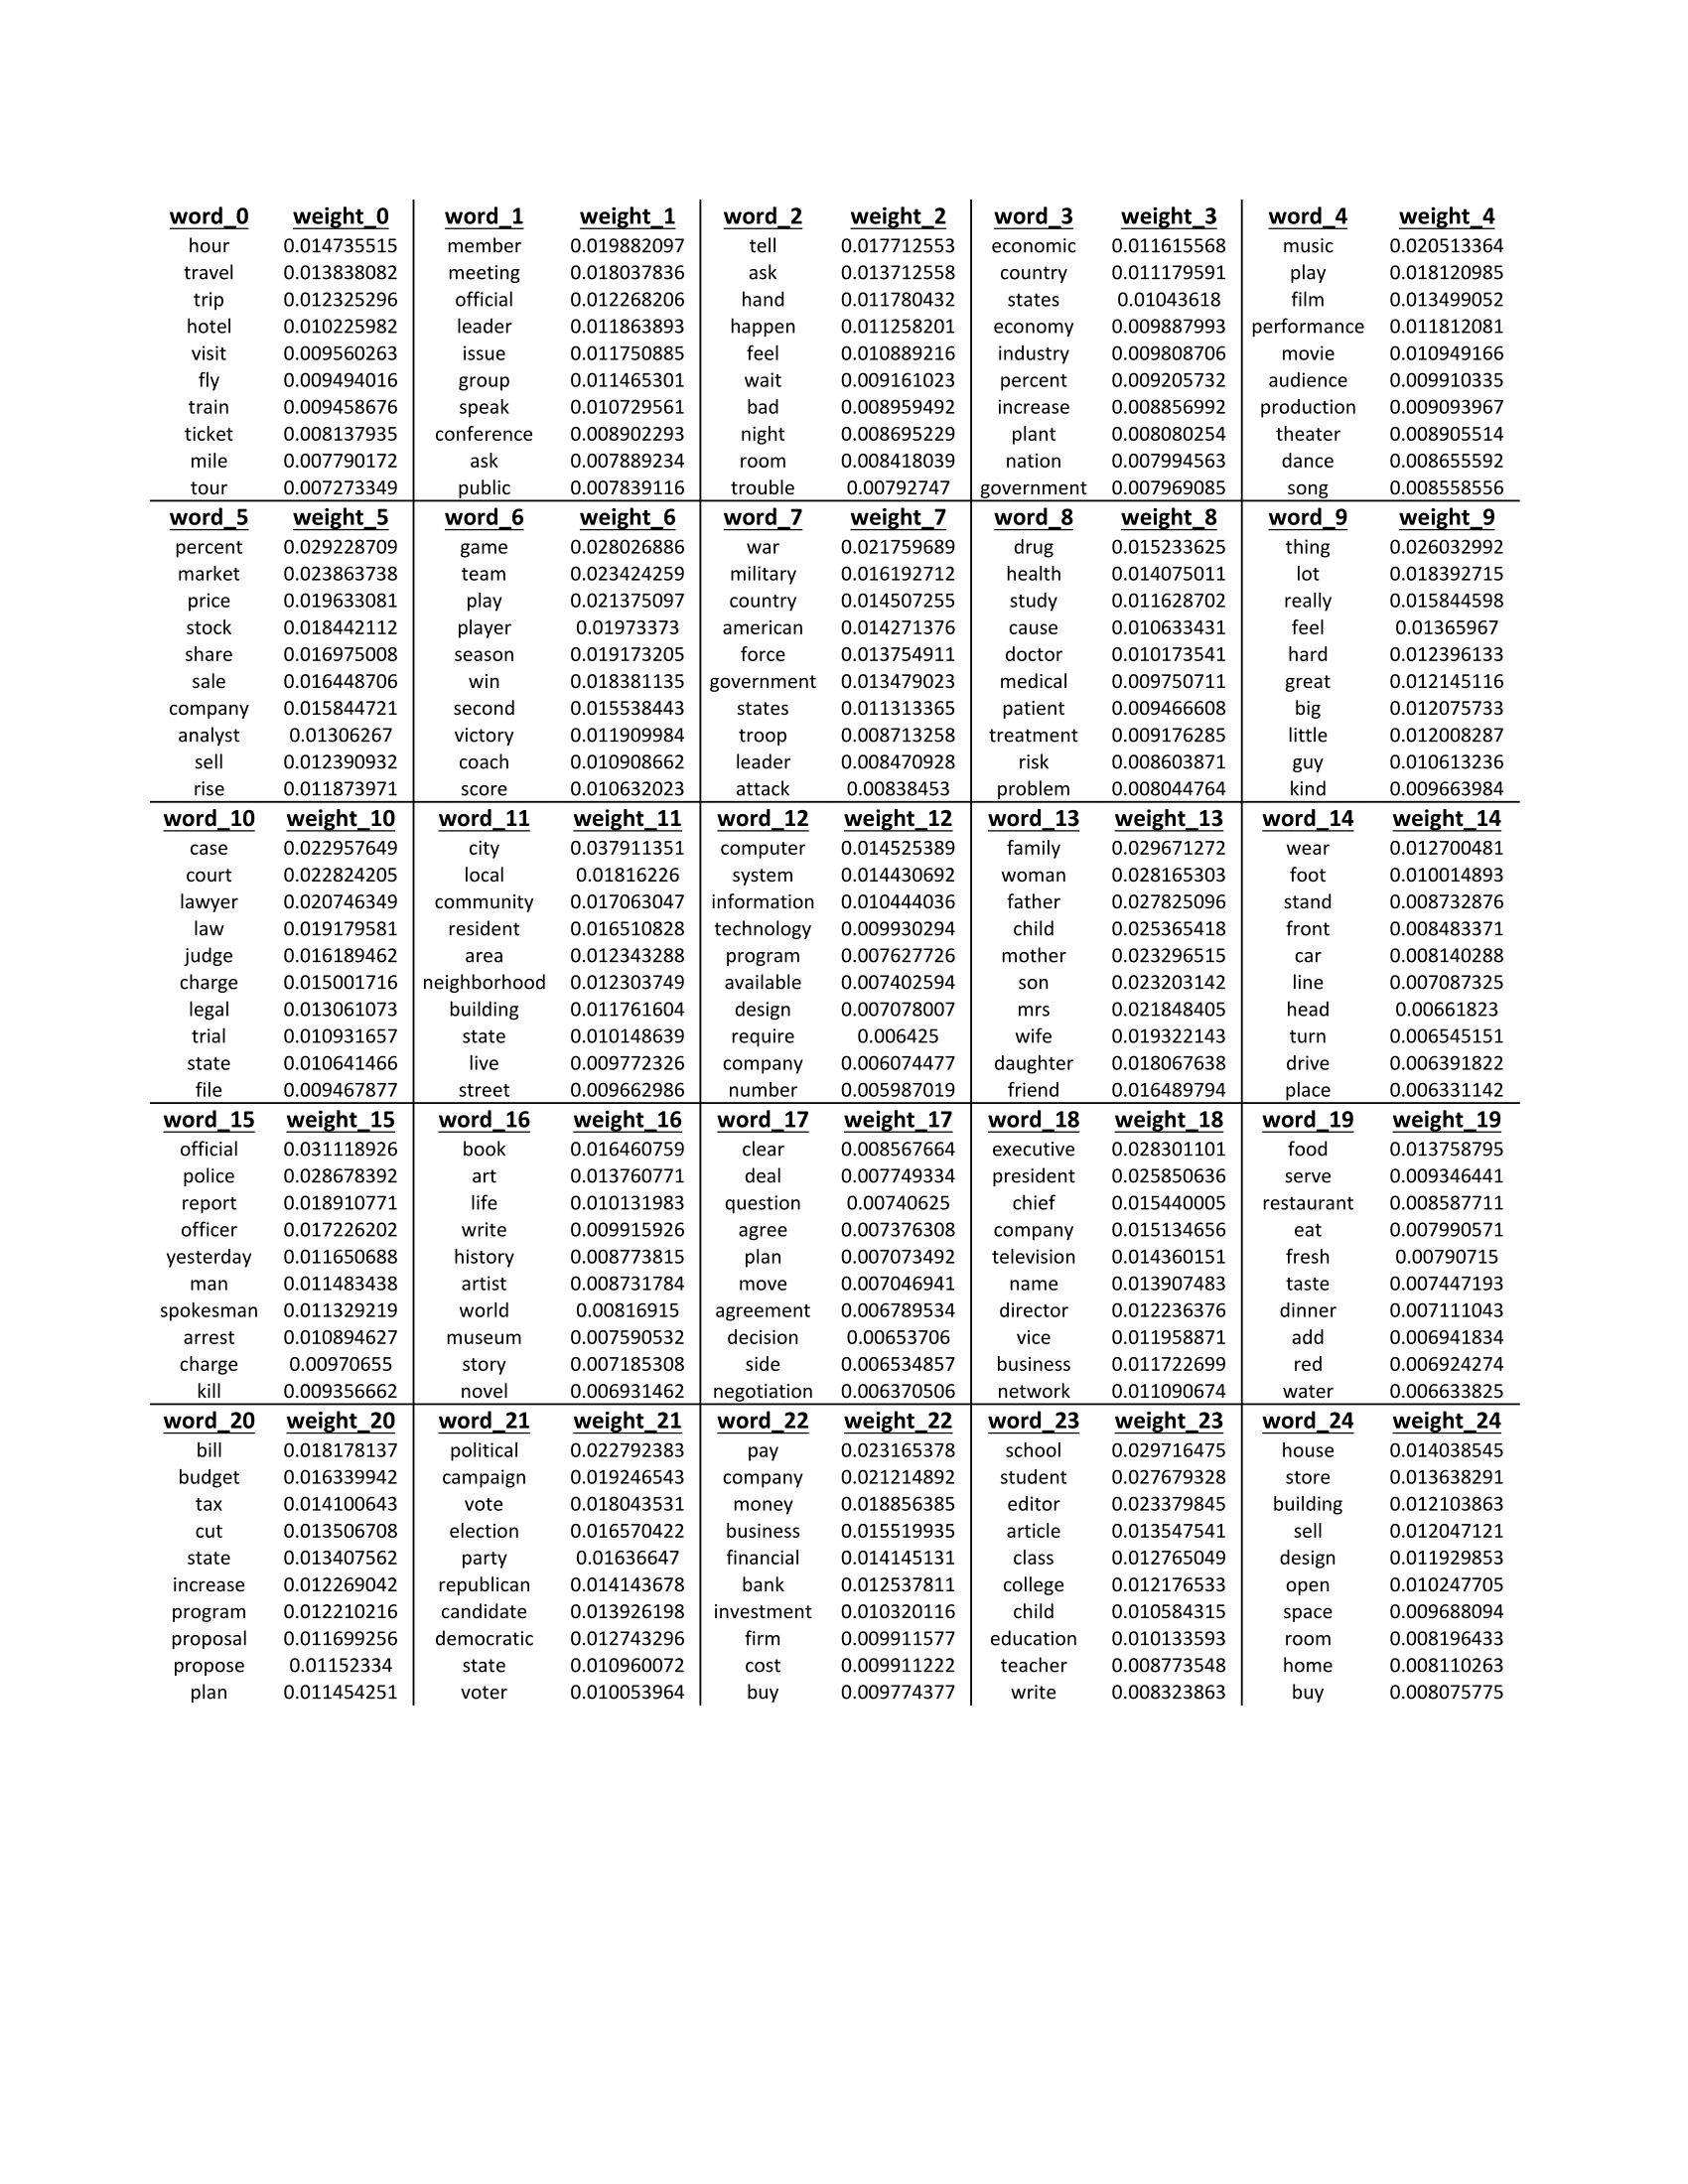 word_0 weight_0 word_1 weight_1 word_2 weight_2 word_3 weight_3 word_4 weight_4
hour 0.014735515 member 0.019882097 tell 0.017712553 economic 0.011615568 music 0.020513364
travel 0.013838082 meeting 0.018037836 ask 0.013712558 country 0.011179591 play 0.018120985
trip 0.012325296 official 0.012268206 hand 0.011780432 states 0.01043618 film 0.013499052
hotel 0.010225982 leader 0.011863893 happen 0.011258201 economy 0.009887993 performance 0.011812081
visit 0.009560263 issue 0.011750885 feel 0.010889216 industry 0.009808706 movie 0.010949166
fly 0.009494016 group 0.011465301 wait 0.009161023 percent 0.009205732 audience 0.009910335
train 0.009458676 speak 0.010729561 bad 0.008959492 increase 0.008856992 production 0.009093967
ticket 0.008137935 conference 0.008902293 night 0.008695229 plant 0.008080254 theater 0.008905514
mile 0.007790172 ask 0.007889234 room 0.008418039 nation 0.007994563 dance 0.008655592
tour 0.007273349 public 0.007839116 trouble 0.00792747 government 0.007969085 song 0.008558556
word_5 weight_5 word_6 weight_6 word_7 weight_7 word_8 weight_8 word_9 weight_9
percent 0.029228709 game 0.028026886 war 0.021759689 drug 0.015233625 thing 0.026032992
market 0.023863738 team 0.023424259 military 0.016192712 health 0.014075011 lot 0.018392715
price 0.019633081 play 0.021375097 country 0.014507255 study 0.011628702 really 0.015844598
stock 0.018442112 player 0.01973373 american 0.014271376 cause 0.010633431 feel 0.01365967
share 0.016975008 season 0.019173205 force 0.013754911 doctor 0.010173541 hard 0.012396133
sale 0.016448706 win 0.018381135 government 0.013479023 medical 0.009750711 great 0.012145116
company 0.015844721 second 0.015538443 states 0.011313365 patient 0.009466608 big 0.012075733
analyst 0.01306267 victory 0.011909984 troop 0.008713258 treatment 0.009176285 little 0.012008287
sell 0.012390932 coach 0.010908662 leader 0.008470928 risk 0.008603871 guy 0.010613236
rise 0.011873971 score 0.010632023 attack 0.00838453 problem 0.008044764 kind 0.009663984
word_10 weight_10 word_11 weight_11 word_12 weight_12 word_13 weight_13 word_14 weight_14
case 0.022957649 city 0.037911351 computer 0.014525389 family 0.029671272 wear 0.012700481
court 0.022824205 local 0.01816226 system 0.014430692 woman 0.028165303 foot 0.010014893
lawyer 0.020746349 community 0.017063047 information 0.010444036 father 0.027825096 stand 0.008732876
law 0.019179581 resident 0.016510828 technology 0.009930294 child 0.025365418 front 0.008483371
judge 0.016189462 area 0.012343288 program 0.007627726 mother 0.023296515 car 0.008140288
charge 0.015001716 neighborhood 0.012303749 available 0.007402594 son 0.023203142 line 0.007087325
legal 0.013061073 building 0.011761604 design 0.007078007 mrs 0.021848405 head 0.00661823
trial 0.010931657 state 0.010148639 require 0.006425 wife 0.019322143 turn 0.006545151
state 0.010641466 live 0.009772326 company 0.006074477 daughter 0.018067638 drive 0.006391822
file 0.009467877 street 0.009662986 number 0.005987019 friend 0.016489794 place 0.006331142
word_15 weight_15 word_16 weight_16 word_17 weight_17 word_18 weight_18 word_19 weight_19
official 0.031118926 book 0.016460759 clear 0.008567664 executive 0.028301101 food 0.013758795
police 0.028678392 art 0.013760771 deal 0.007749334 president 0.025850636 serve 0.009346441
report 0.018910771 life 0.010131983 question 0.00740625 chief 0.015440005 restaurant 0.008587711
officer 0.017226202 write 0.009915926 agree 0.007376308 company 0.015134656 eat 0.007990571
yesterday 0.011650688 history 0.008773815 plan 0.007073492 television 0.014360151 fresh 0.00790715
man 0.011483438 artist 0.008731784 move 0.007046941 name 0.013907483 taste 0.007447193
spokesman 0.011329219 world 0.00816915 agreement 0.006789534 director 0.012236376 dinner 0.007111043
arrest 0.010894627 museum 0.007590532 decision 0.00653706 vice 0.011958871 add 0.006941834
charge 0.00970655 story 0.007185308 side 0.006534857 business 0.011722699 red 0.006924274
kill 0.009356662 novel 0.006931462 negotiation 0.006370506 network 0.011090674 water 0.006633825
word_20 weight_20 word_21 weight_21 word_22 weight_22 word_23 weight_23 word_24 weight_24
bill 0.018178137 political 0.022792383 pay 0.023165378 school 0.029716475 house 0.014038545
budget 0.016339942 campaign 0.019246543 company 0.021214892 student 0.027679328 store 0.013638291
tax 0.014100643 vote 0.018043531 money 0.018856385 editor 0.023379845 building 0.012103863
cut 0.013506708 election 0.016570422 business 0.015519935 article 0.013547541 sell 0.012047121
state 0.013407562 party 0.01636647 financial 0.014145131 class 0.012765049 design 0.011929853
increase 0.012269042 republican 0.014143678 bank 0.012537811 college 0.012176533 open 0.010247705
program 0.012210216 candidate 0.013926198 investment 0.010320116 child 0.010584315 space 0.009688094
proposal 0.011699256 democratic 0.012743296 firm 0.009911577 education 0.010133593 room 0.008196433
propose 0.01152334 state 0.010960072 cost 0.009911222 teacher 0.008773548 home 0.008110263
plan 0.011454251 voter 0.010053964 buy 0.009774377 write 0.008323863 buy 0.008075775